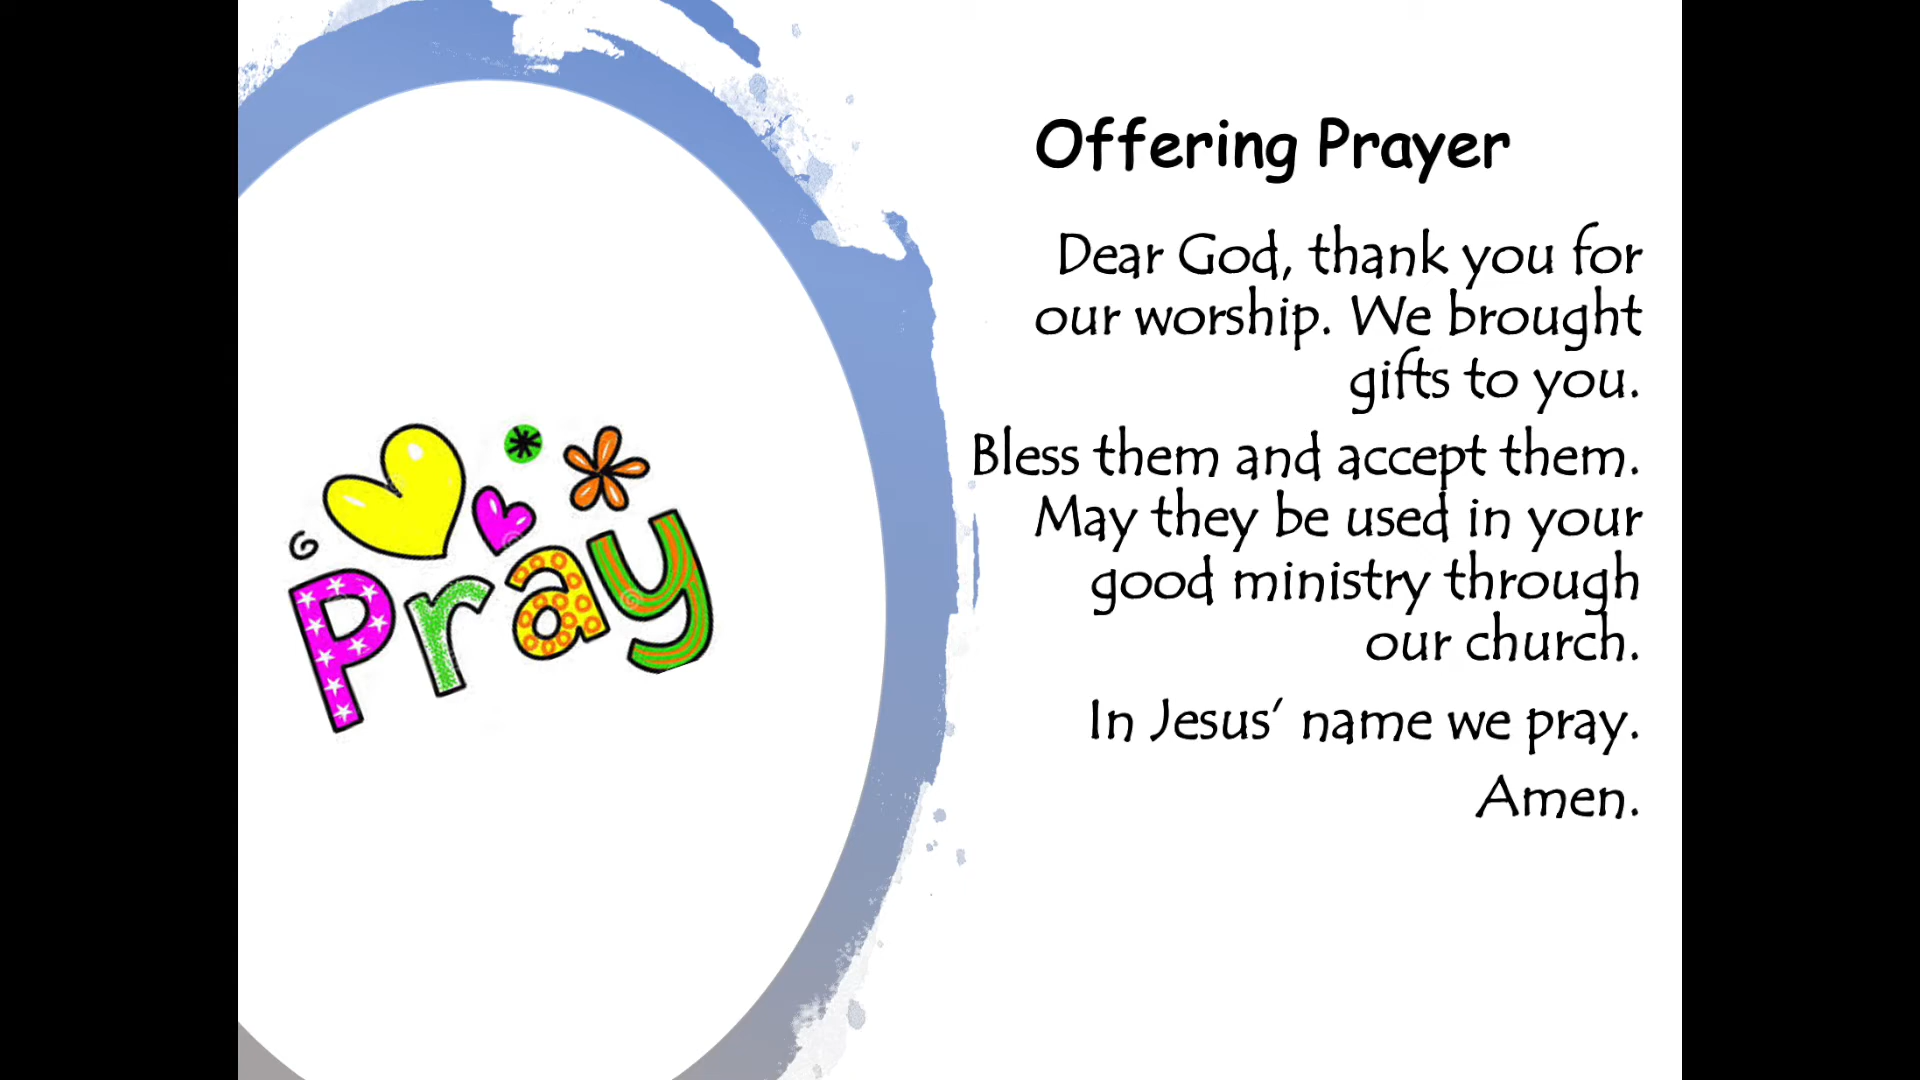 Pray
Offering Prayer
Dear God, thank you for
our worship. We brought
gifts to you.
Bless them and accept them.
May they be used in your
good ministry through
our church.
In Jesus’ name we pray.
Amen.